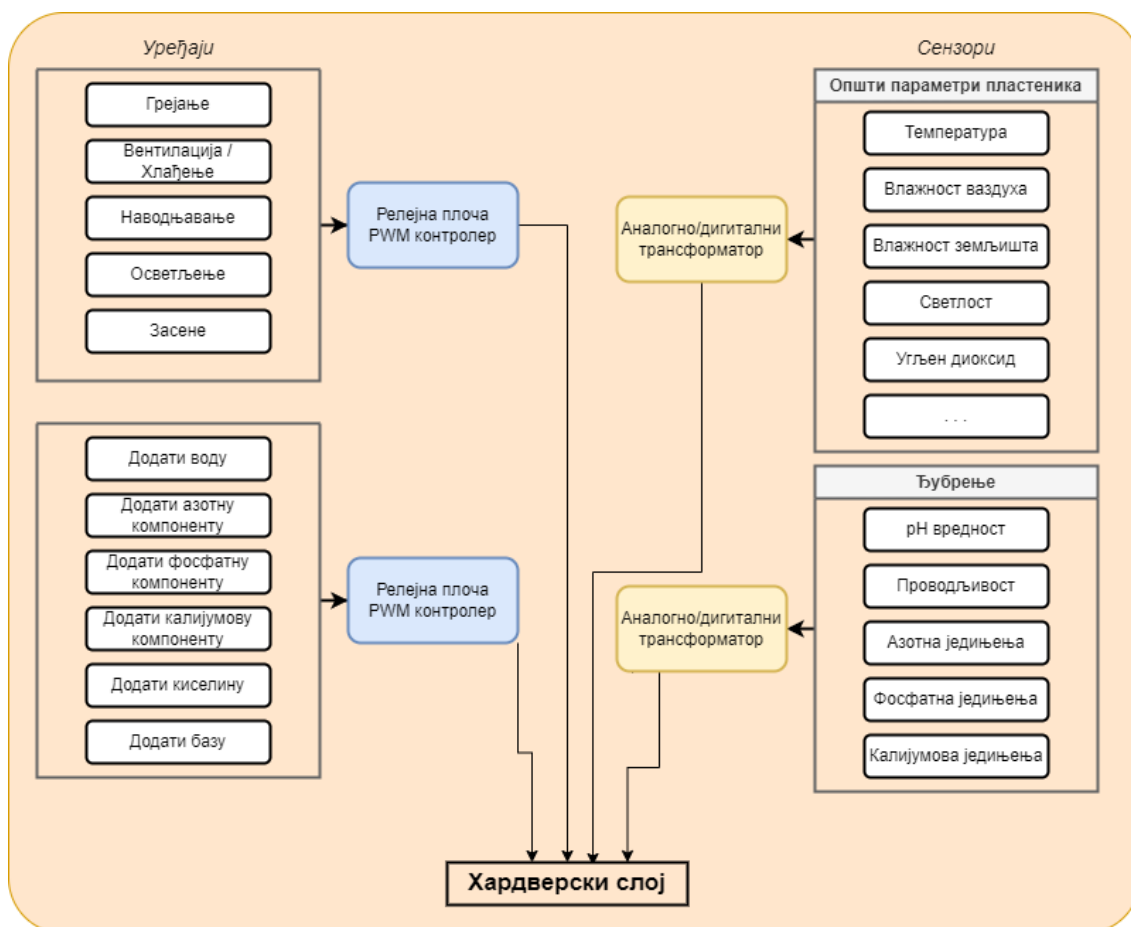 Уређаји
Грејање
Вентилација /
Хлађење
Наводњавање
Осветљење
Засене
Релејна плоча
PWM контролер
Додати воду
Додати азотну
компоненту
Додати фосфатну
компоненту
Додати калијумову
компоненту
Додати киселину
Додати базу
Релејна плоча
PWM контролер
Сензори
Општи параметри пластеника
Температура
Влажност ваздуха
Влажност земљишта
Светлост
Угљен диоксид
. . .
Аналогно/дигитални
трансформатор
Ђубрење
pH вредност
Проводљивост
Азотна једињења
Фосфатна једињења
Калијумова једињења
Аналогно/дигитални
трансформатор
Хардверски слој